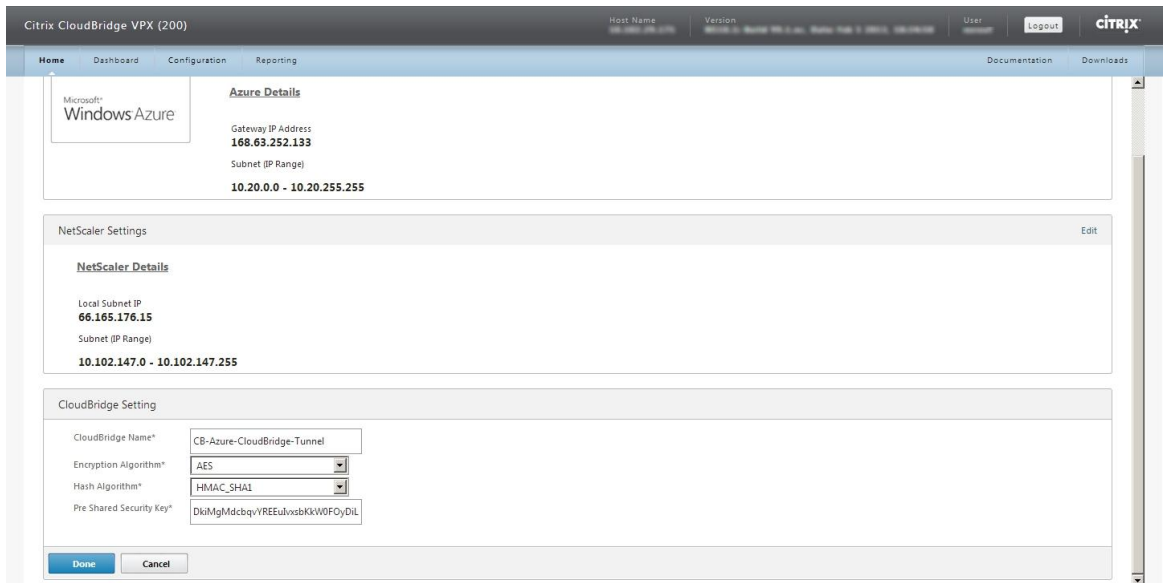 Citrix CloudBridge VPX (200)
Host Name
Version
User
Logout
CİTRIX
Home Dashboard Configuration Reporting Documentation Downloads
Microsoft
Windows Azure
Azure Details
Gateway IP Address
168.63.252.133
Subnet (IP Range)
10.20.0.0 - 10.20.255.255
NetScaler Settings Edit
NetScaler Details
Local Subnet IP
66.165.176.15
Subnet (IP Range)
10.102.147.0 - 10.102.147.255
CloudBridge Setting
CloudBridge Name* CB-Azure-CloudBridge-Tunnel
Encryption Algorithm* AES
Hash Algorithm* HMAC_SHA1
Pre Shared Security Key* DkiMgMdcbqvYREEuIvxsbKkW0FOyDiL
Done Cancel